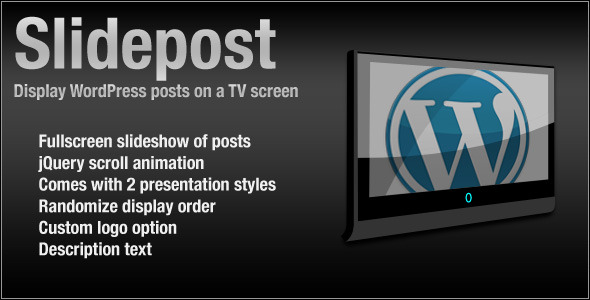 Slidepost
Display WordPress posts on a TV screen
Fullscreen slideshow of posts
jQuery scroll animation
Comes with 2 presentation styles
Randomize display order
Custom logo option
Description text
W
0